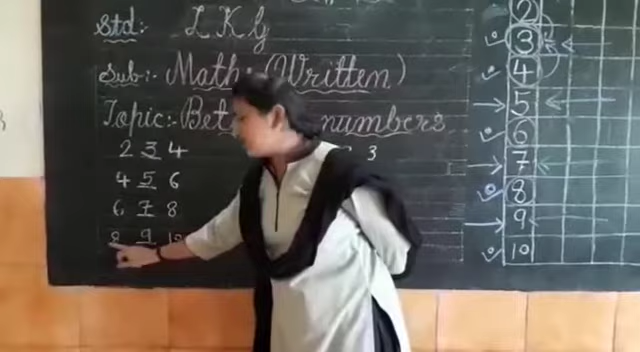 Std:- L.K.G
Sub:- Maths (Written)
Topic:- Bet numbers
2 3 4
3
4 5 6
6 7 8
8 9 10
2
3
4
5
6
7
8
9
10